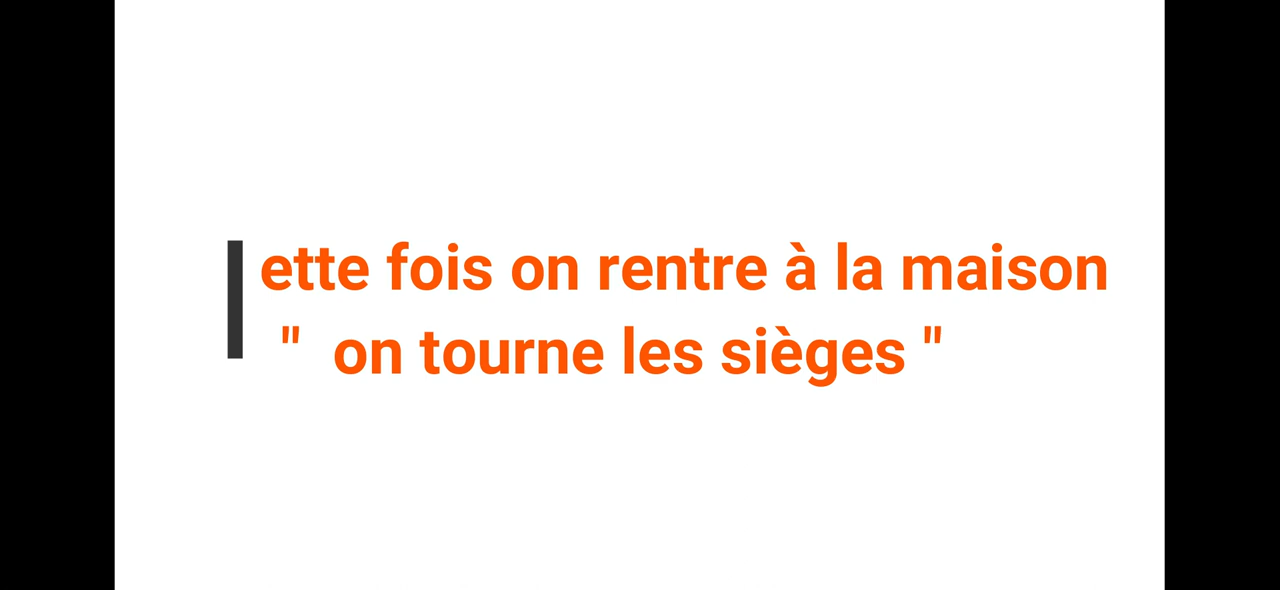 ette fois on rentre à la maison
" on tourne les sièges "